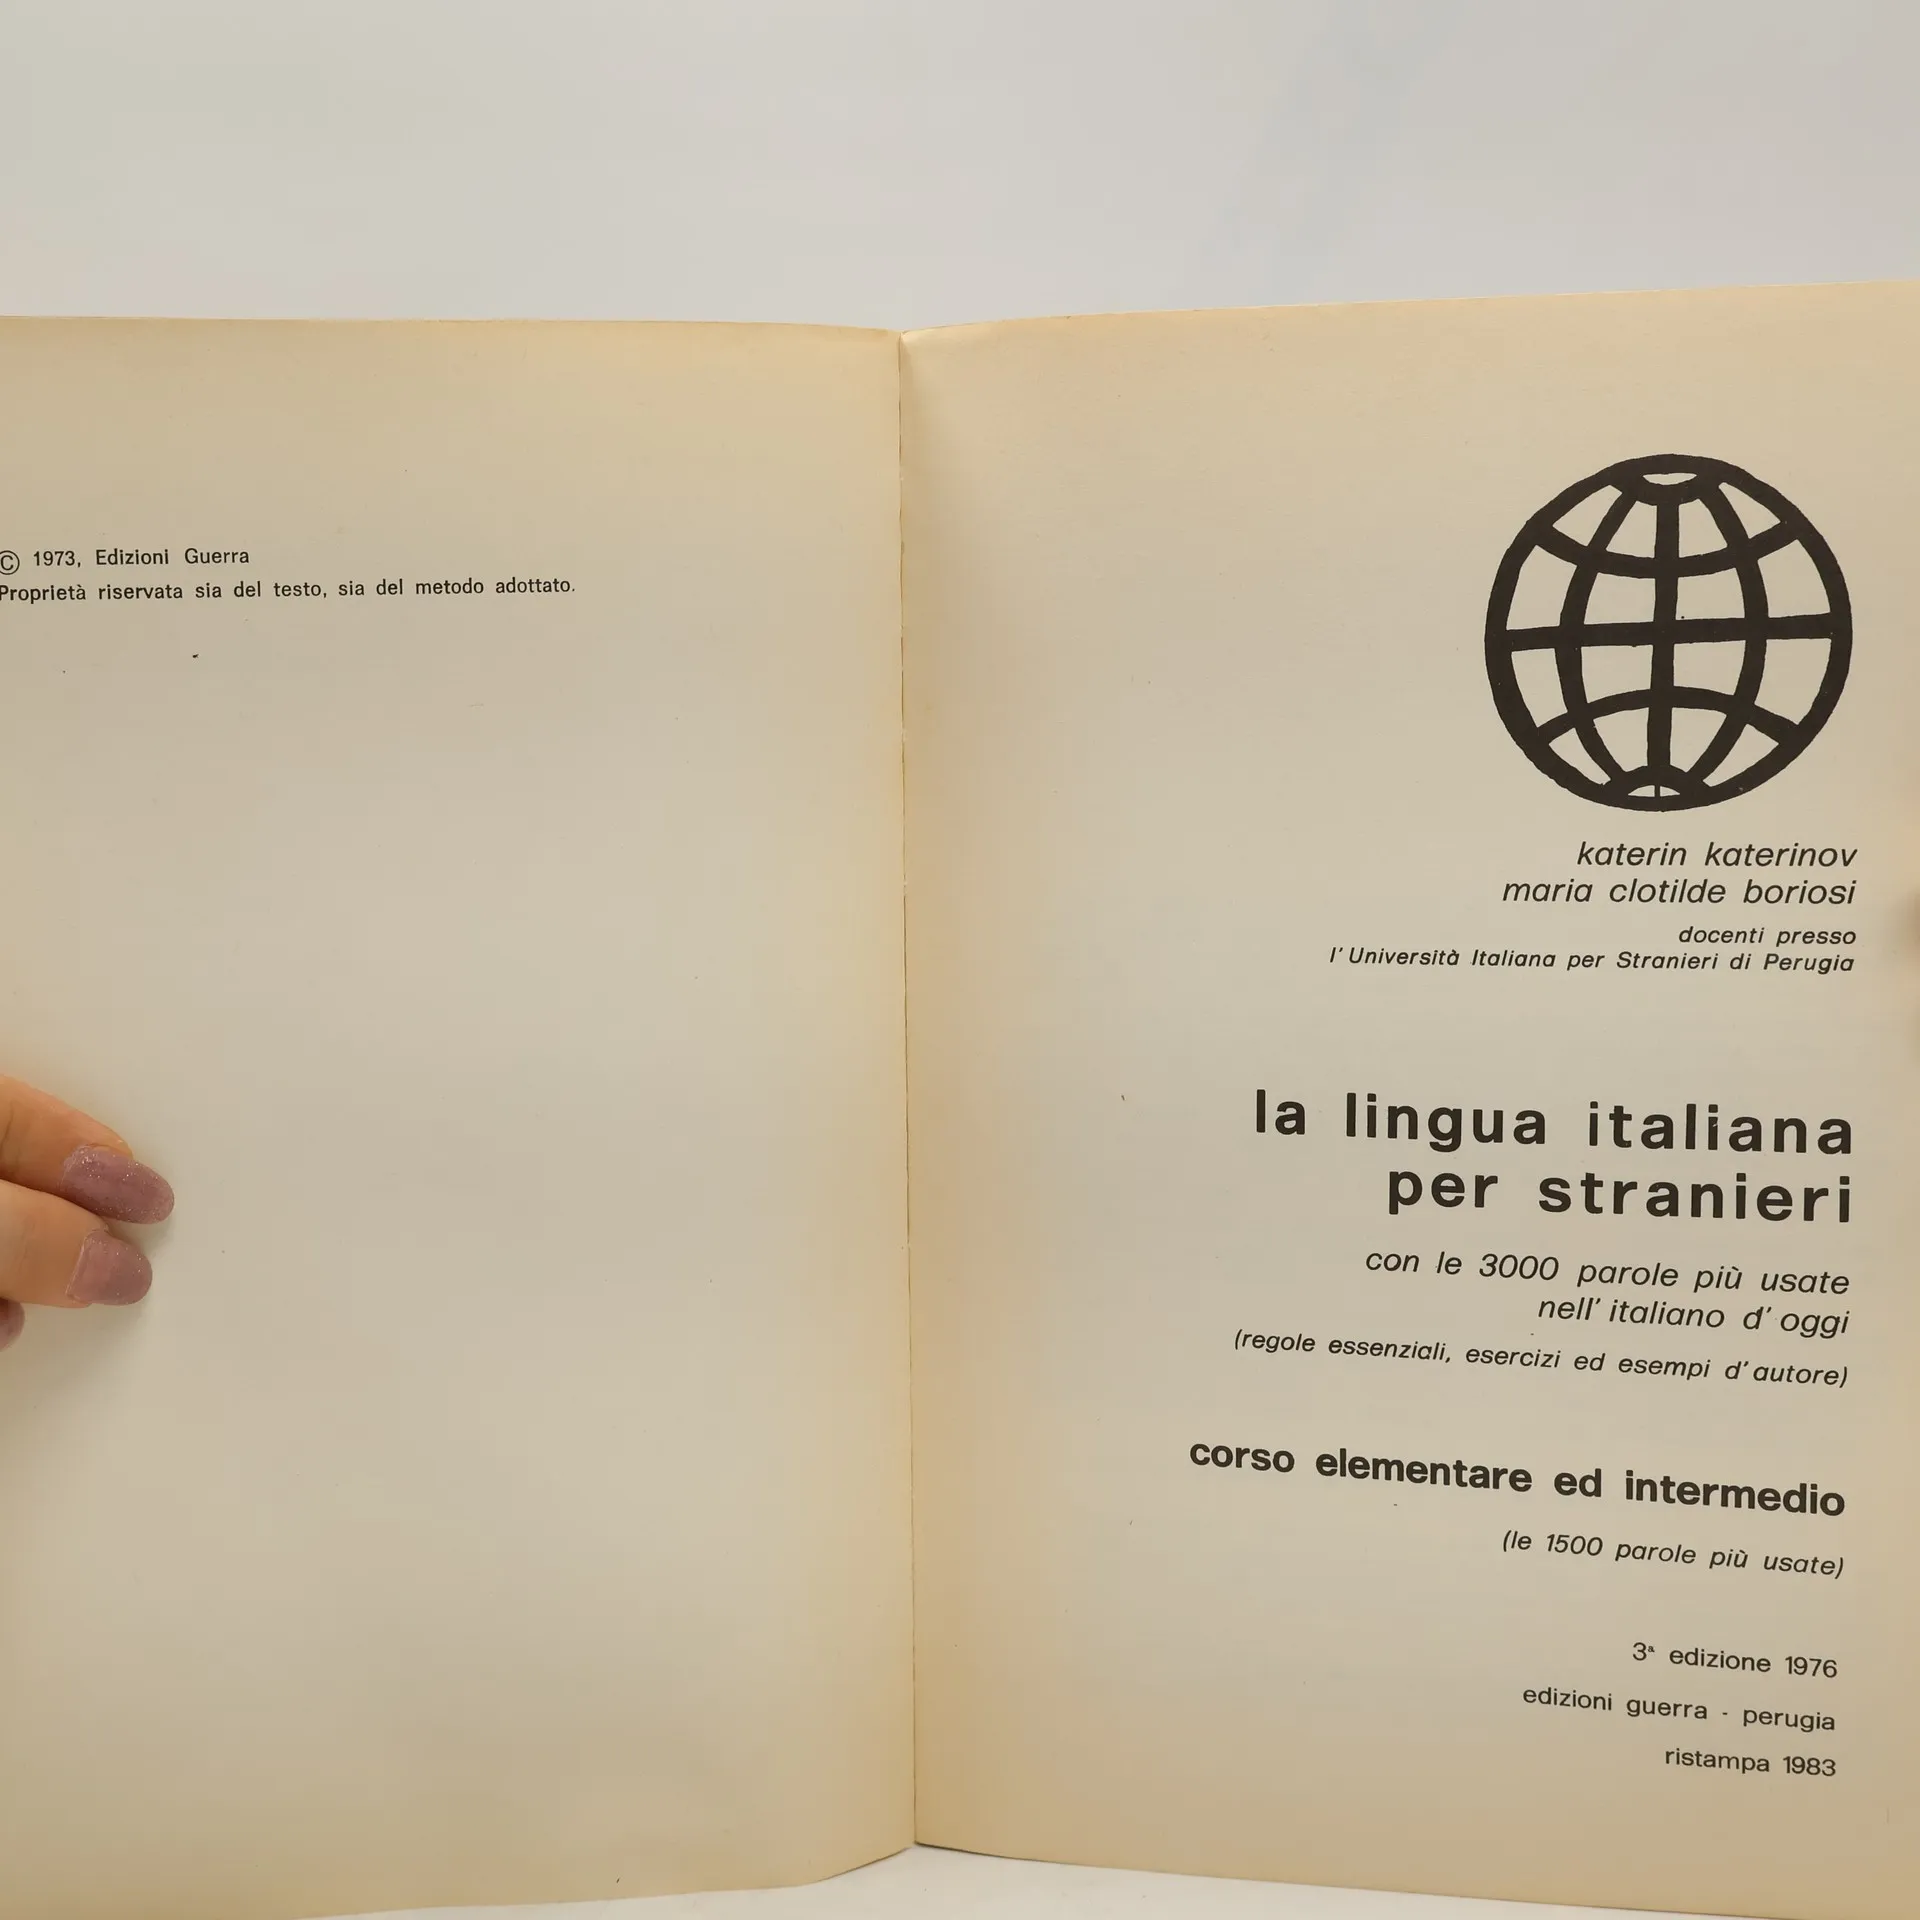 © 1973, Edizioni Guerra
Proprietà riservata sia del testo, sia del metodo adottato.
katerin katerinov
maria clotilde boriosi
docenti presso
l'Università Italiana per Stranieri di Perugia
la lingua italiana
per stranieri
con le 3000 parole più usate
nell'italiano d'oggi
(regole essenziali, esercizi ed esempi d'autore)
corso elementare ed intermedio
(le 1500 parole più usate)
3ª edizione 1976
edizioni guerra - perugia
ristampa 1983